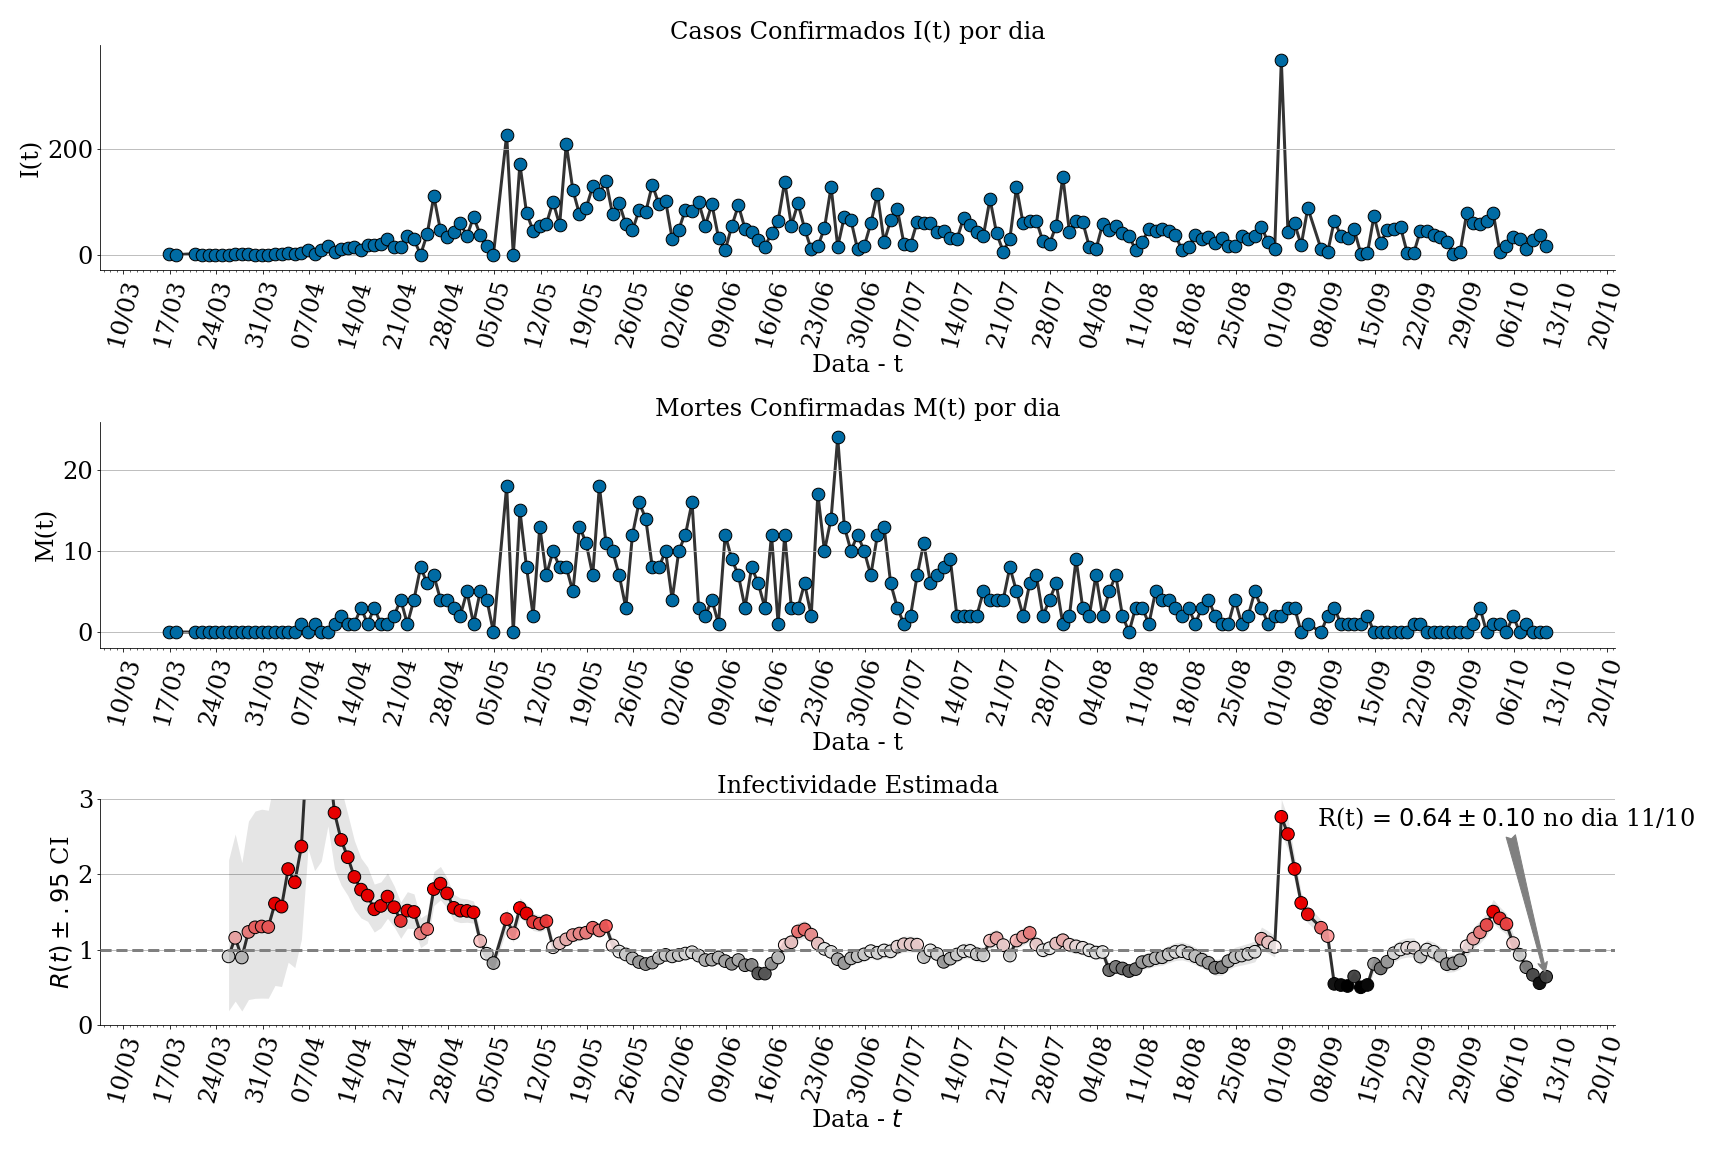 Casos Confirmados I(t) por dia
I(t)
200
0
10/03 17/03 24/03 31/03 07/04 14/04 21/04 28/04 05/05 12/05 19/05 26/05 02/06 09/06 16/06 23/06 30/06 07/07 14/07 21/07 28/07 04/08 11/08 18/08 25/08 01/09 08/09 15/09 22/09 29/09 06/10 13/10 20/10
Data - t
Mortes Confirmadas M(t) por dia
M(t)
20
10
0
10/03 17/03 24/03 31/03 07/04 14/04 21/04 28/04 05/05 12/05 19/05 26/05 02/06 09/06 16/06 23/06 30/06 07/07 14/07 21/07 28/07 04/08 11/08 18/08 25/08 01/09 08/09 15/09 22/09 29/09 06/10 13/10 20/10
Data - t
Infectividade Estimada
R(t) ± .95 CI
3
R(t) = 0.64 ± 0.10 no dia 11/10
2
1
0
10/03 17/03 24/03 31/03 07/04 14/04 21/04 28/04 05/05 12/05 19/05 26/05 02/06 09/06 16/06 23/06 30/06 07/07 14/07 21/07 28/07 04/08 11/08 18/08 25/08 01/09 08/09 15/09 22/09 29/09 06/10 13/10 20/10
Data - t